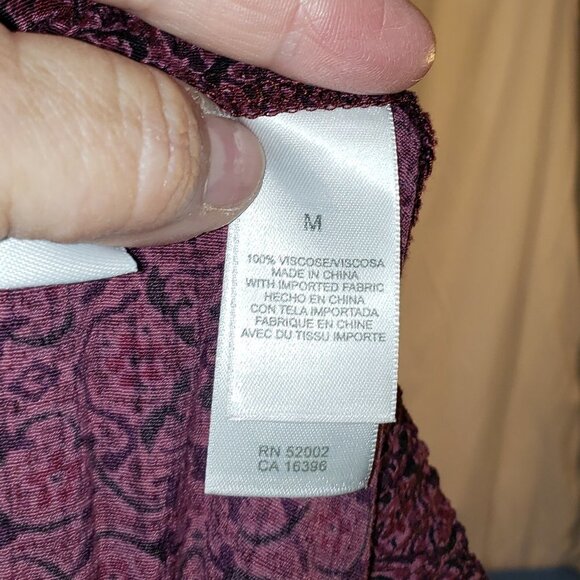 M
100% VISCOSE/VISCOSA
MADE IN CHINA
WITH IMPORTED FABRIC
HECHO EN CHINA
CON TELA IMPORTADA
FABRIQUE EN CHINE
AVEC DU TISSU IMPORTE
RN 52002
CA 16396